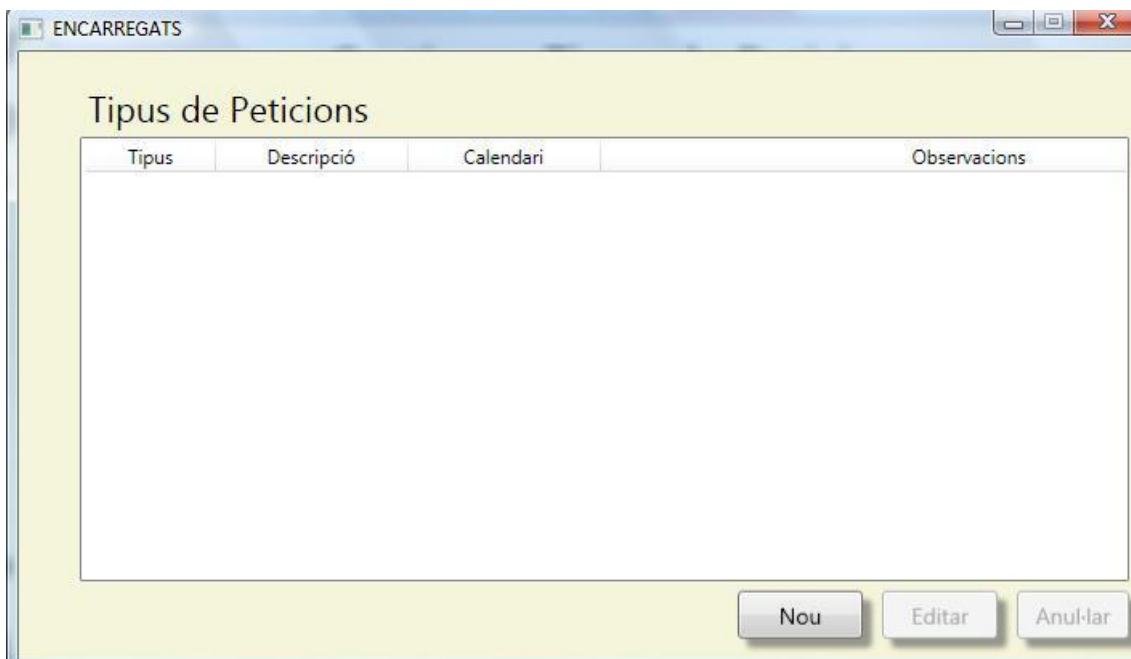 ENCARREGATS
Tipus de Peticions
Tipus Descripció Calendari Observacions
Nou Editar Anul·lar